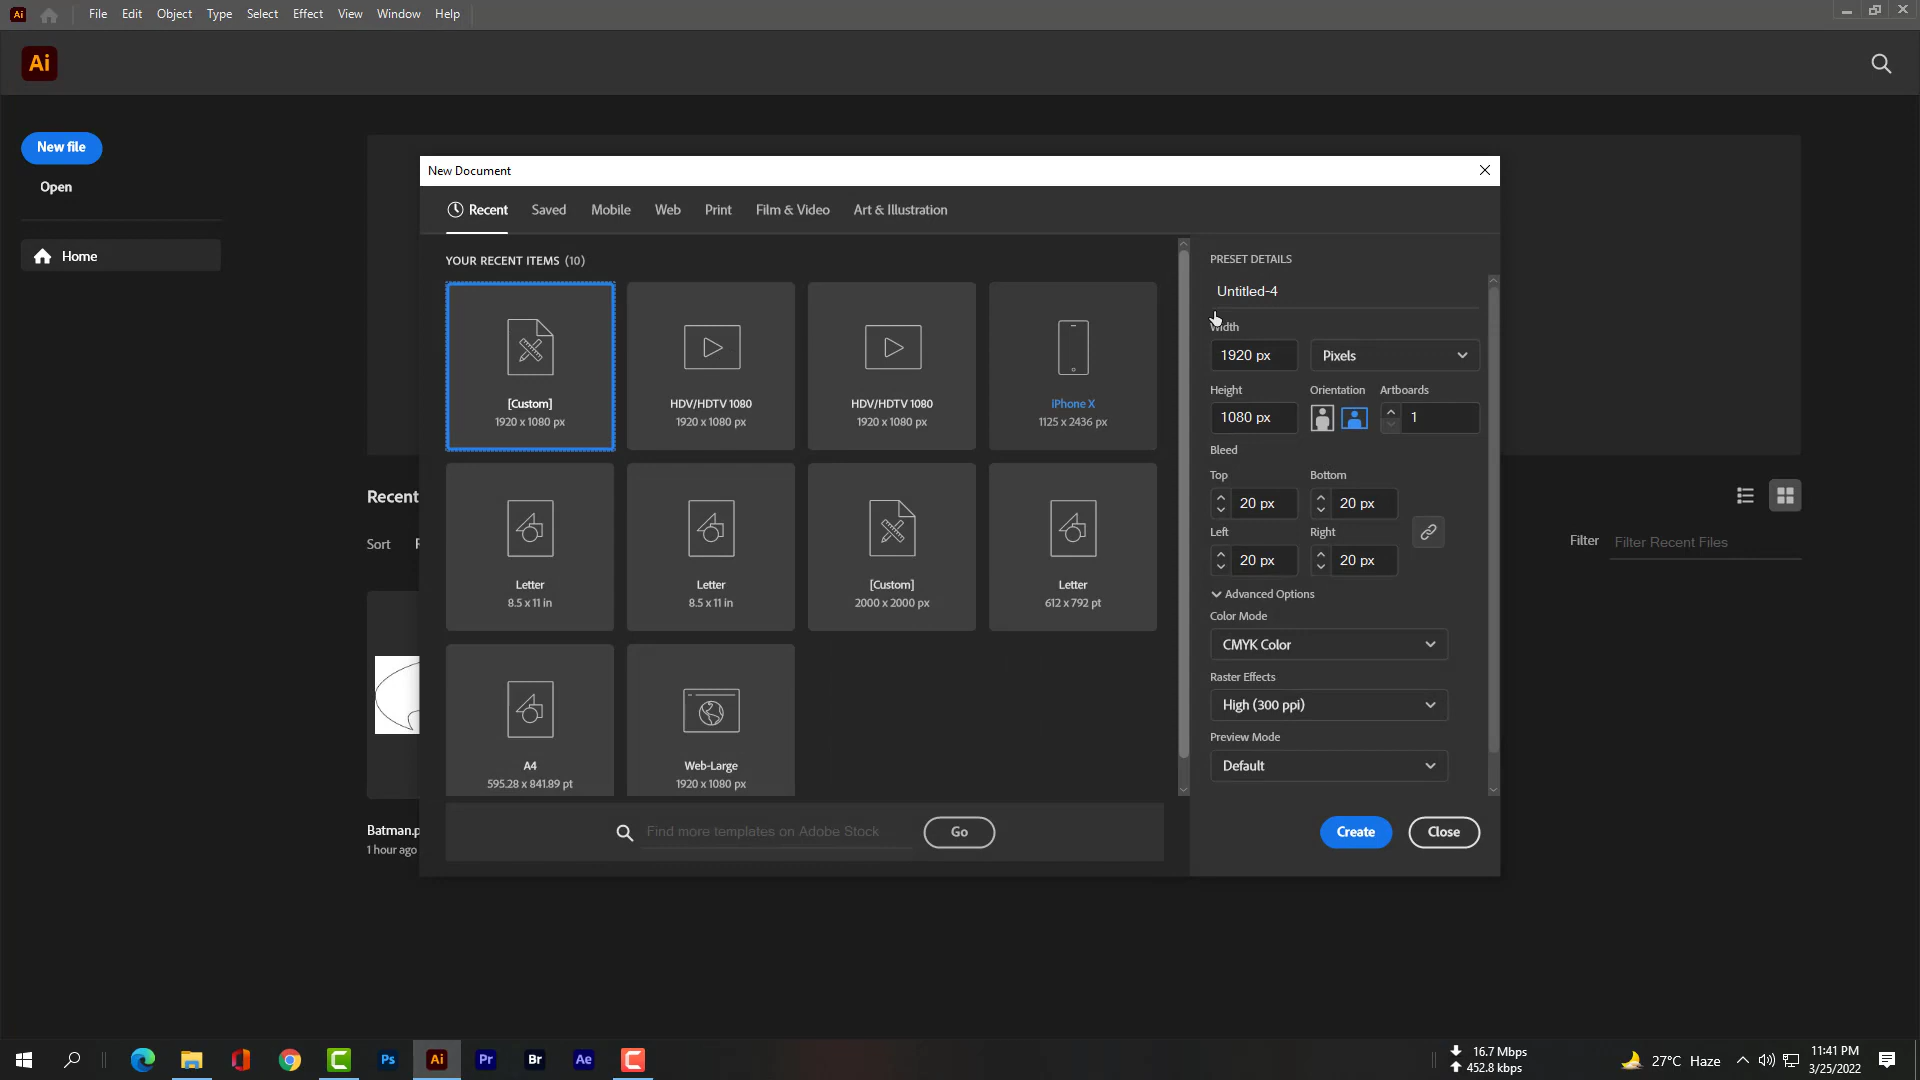 Ai File Edit Object Type Select Effect View Window Help
Ai
New file
Open
Home
New Document
Recent Saved Mobile Web Print Film & Video Art & Illustration
YOUR RECENT ITEMS (10)
[Custom]
1920 x 1080 px
HDV/HDTV 1080
1920 x 1080 px
HDV/HDTV 1080
1920 x 1080 px
iPhone X
1125 x 2436 px
Letter
8.5 x 11 in
Letter
8.5 x 11 in
[Custom]
2000 x 2000 px
Letter
612 x 792 pt
A4
595.28 x 841.89 pt
Web-Large
1920 x 1080 px
Find more templates on Adobe Stock Go
PRESET DETAILS
Untitled-4
Width
1920 px Pixels
Height Orientation Artboards
1080 px 1
Bleed
Top Bottom
20 px 20 px
Left Right
20 px 20 px
Advanced Options
Color Mode
CMYK Color
Raster Effects
High (300 ppi)
Preview Mode
Default
Create Close
Recent
Sort
Filter Filter Recent Files
Batman.p
1 hour ago
Ps Ai Pr Br Ae
16.7 Mbps
452.8 kbps
27°C Haze
11:41 PM
3/25/2022